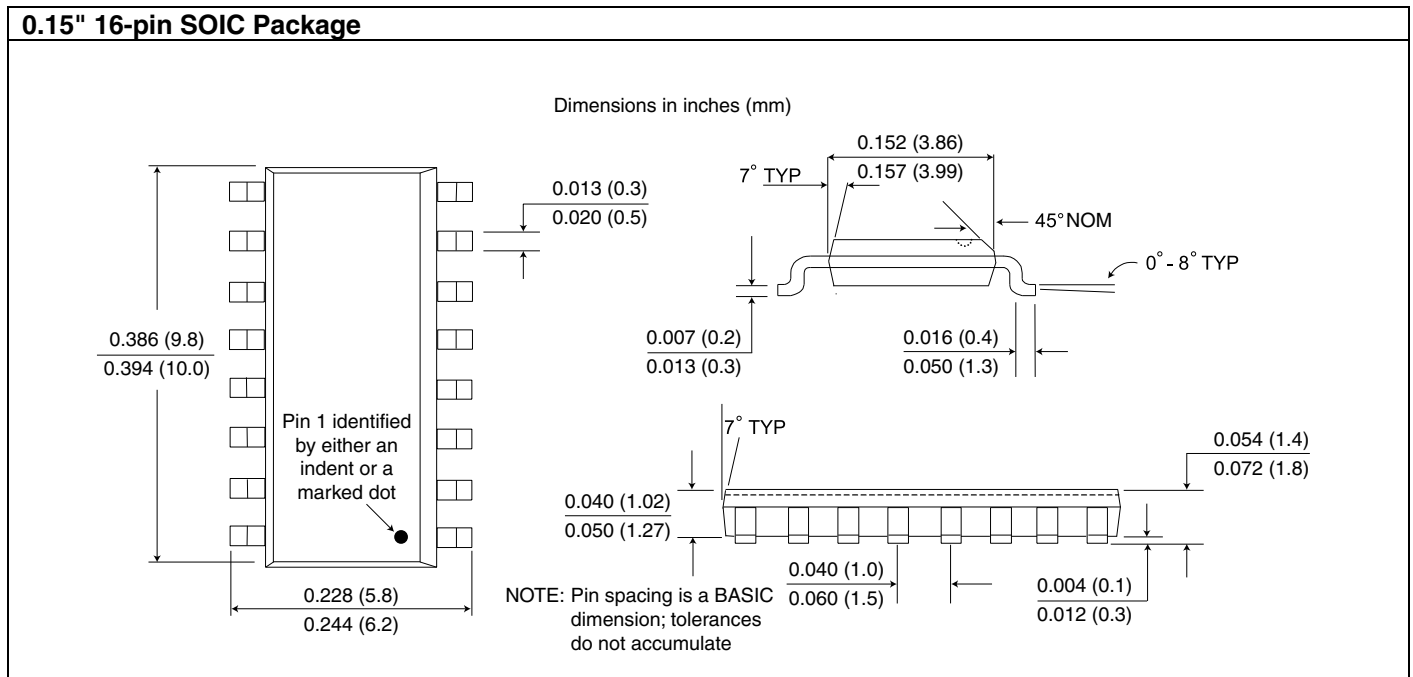 0.15" 16-pin SOIC Package
Dimensions in inches (mm)
0.386 (9.8)
0.394 (10.0)
0.013 (0.3)
0.020 (0.5)
Pin 1 identified
by either an
indent or a
marked dot
0.228 (5.8)
0.244 (6.2)
0.152 (3.86)
0.157 (3.99)
7° TYP
45° NOM
0° - 8° TYP
0.007 (0.2)
0.013 (0.3)
0.016 (0.4)
0.050 (1.3)
7° TYP
0.054 (1.4)
0.072 (1.8)
0.040 (1.02)
0.050 (1.27)
0.040 (1.0)
0.060 (1.5)
0.004 (0.1)
0.012 (0.3)
NOTE: Pin spacing is a BASIC
dimension; tolerances
do not accumulate